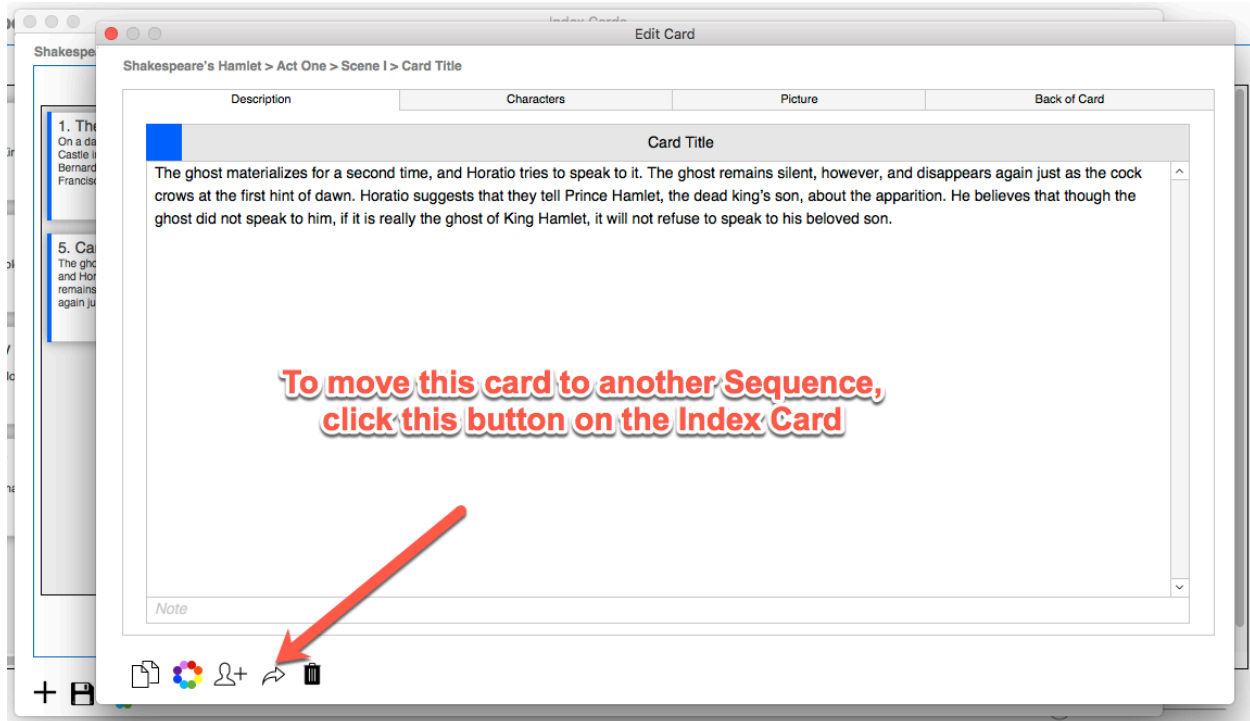 Index Cards
Edit Card
Shakespe
Shakespeare's Hamlet > Act One > Scene I > Card Title
Description
Characters
Picture
Back of Card
1. The
On a da
Castle i
Bernard
Francisc
Card Title
The ghost materializes for a second time, and Horatio tries to speak to it. The ghost remains silent, however, and disappears again just as the cock
crows at the first hint of dawn. Horatio suggests that they tell Prince Hamlet, the dead king's son, about the apparition. He believes that though the
ghost did not speak to him, if it is really the ghost of King Hamlet, it will not refuse to speak to his beloved son.
5. Ca
The gho
and Hor
remains
again ju
To move this card to another Sequence,
click this button on the Index Card
Note